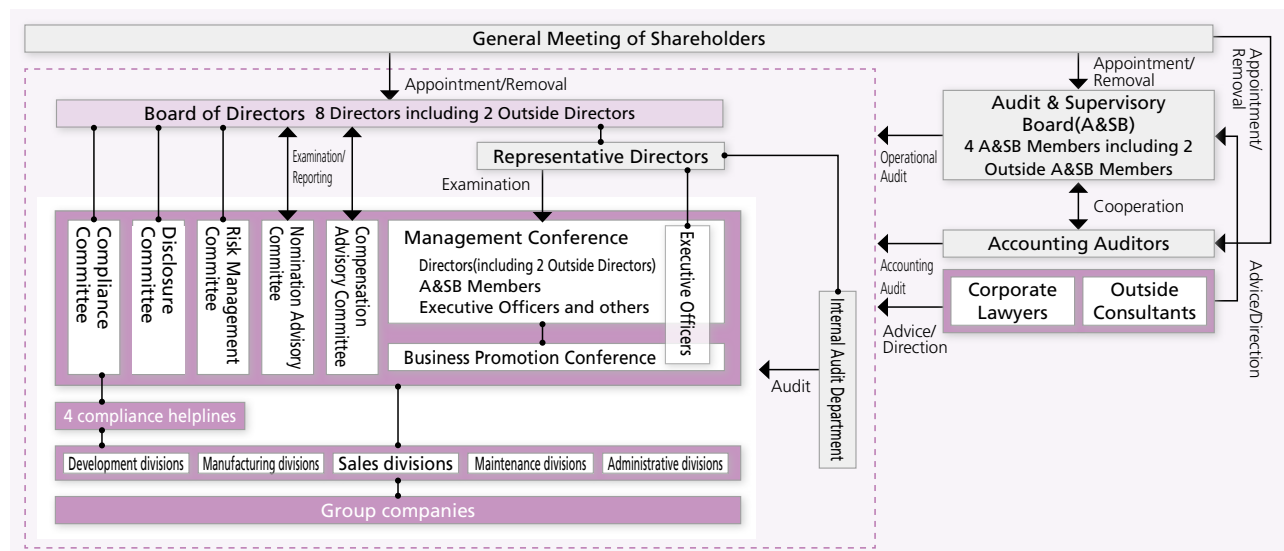 General Meeting of Shareholders
Appointment/Removal
Appointment/
Removal
Appointment/
Removal
Board of Directors 8 Directors including 2 Outside Directors
Audit & Supervisory
Board(A&SB)
4 A&SB Members including 2
Outside A&SB Members
Examination/
Reporting
Representative Directors
Examination
Operational
Audit
Cooperation
Compliance
Committee
Disclosure
Committee
Risk Management
Committee
Nomination Advisory
Committee
Compensation
Advisory Committee
Management Conference
Directors(including 2 Outside Directors)
A&SB Members
Executive Officers and others
Executive Officers
Business Promotion Conference
Accounting Auditors
Accounting
Audit
Corporate
Lawyers
Outside
Consultants
Advice/
Direction
Advice/Direction
Internal Audit Department
Audit
4 compliance helplines
Development divisions
Manufacturing divisions
Sales divisions
Maintenance divisions
Administrative divisions
Group companies